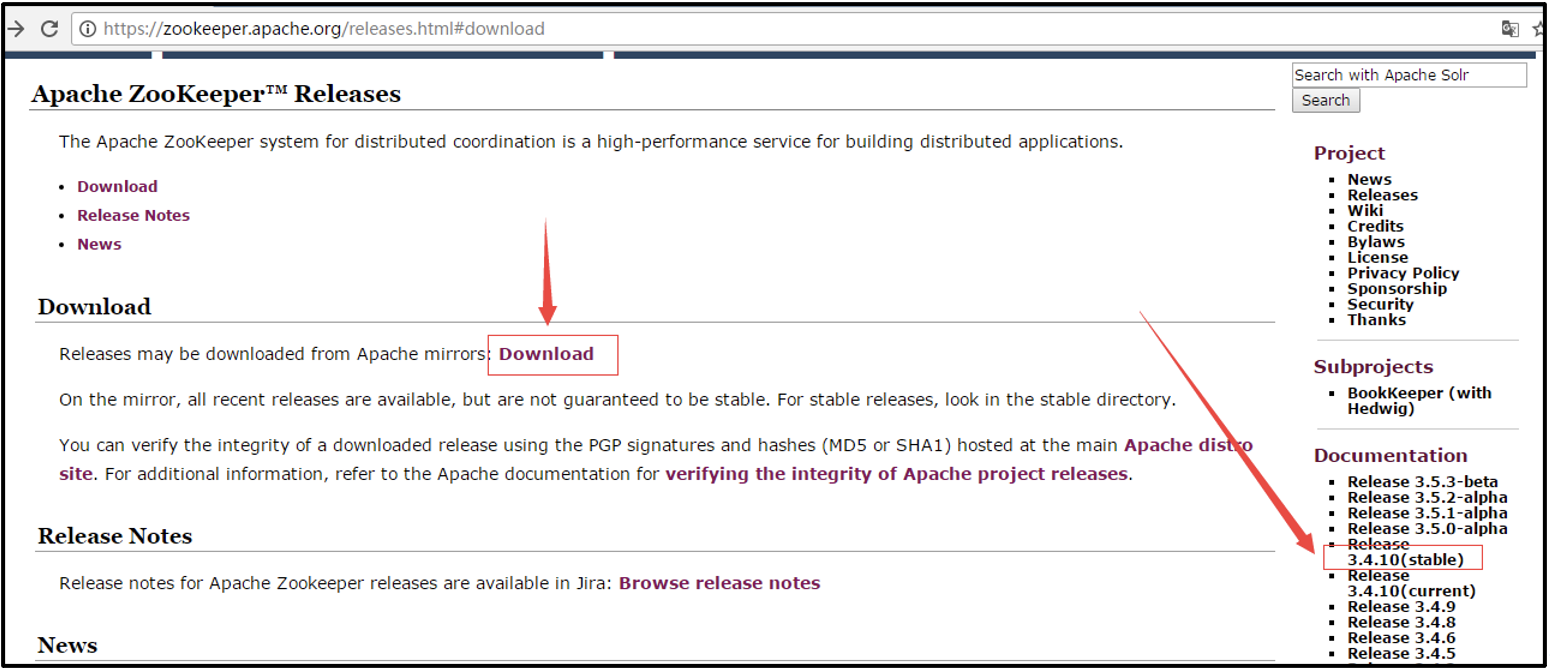 https://zookeeper.apache.org/releases.html#download
Search with Apache Solr
Search
Apache ZooKeeper™ Releases
The Apache ZooKeeper system for distributed coordination is a high-performance service for building distributed applications.
Download
Release Notes
News
Download
Releases may be downloaded from Apache mirrors: Download
On the mirror, all recent releases are available, but are not guaranteed to be stable. For stable releases, look in the stable directory.
You can verify the integrity of a downloaded release using the PGP signatures and hashes (MD5 or SHA1) hosted at the main Apache distro
site. For additional information, refer to the Apache documentation for verifying the integrity of Apache project releases.
Release Notes
Release notes for Apache Zookeeper releases are available in Jira: Browse release notes
News
Project
News
Releases
Wiki
Credits
Bylaws
License
Privacy Policy
Sponsorship
Security
Thanks
Subprojects
BookKeeper (with
Hedwig)
Documentation
Release 3.5.3-beta
Release 3.5.2-alpha
Release 3.5.1-alpha
Release 3.5.0-alpha
Release
3.4.10(stable)
Release
3.4.10(current)
Release 3.4.9
Release 3.4.8
Release 3.4.6
Release 3.4.5